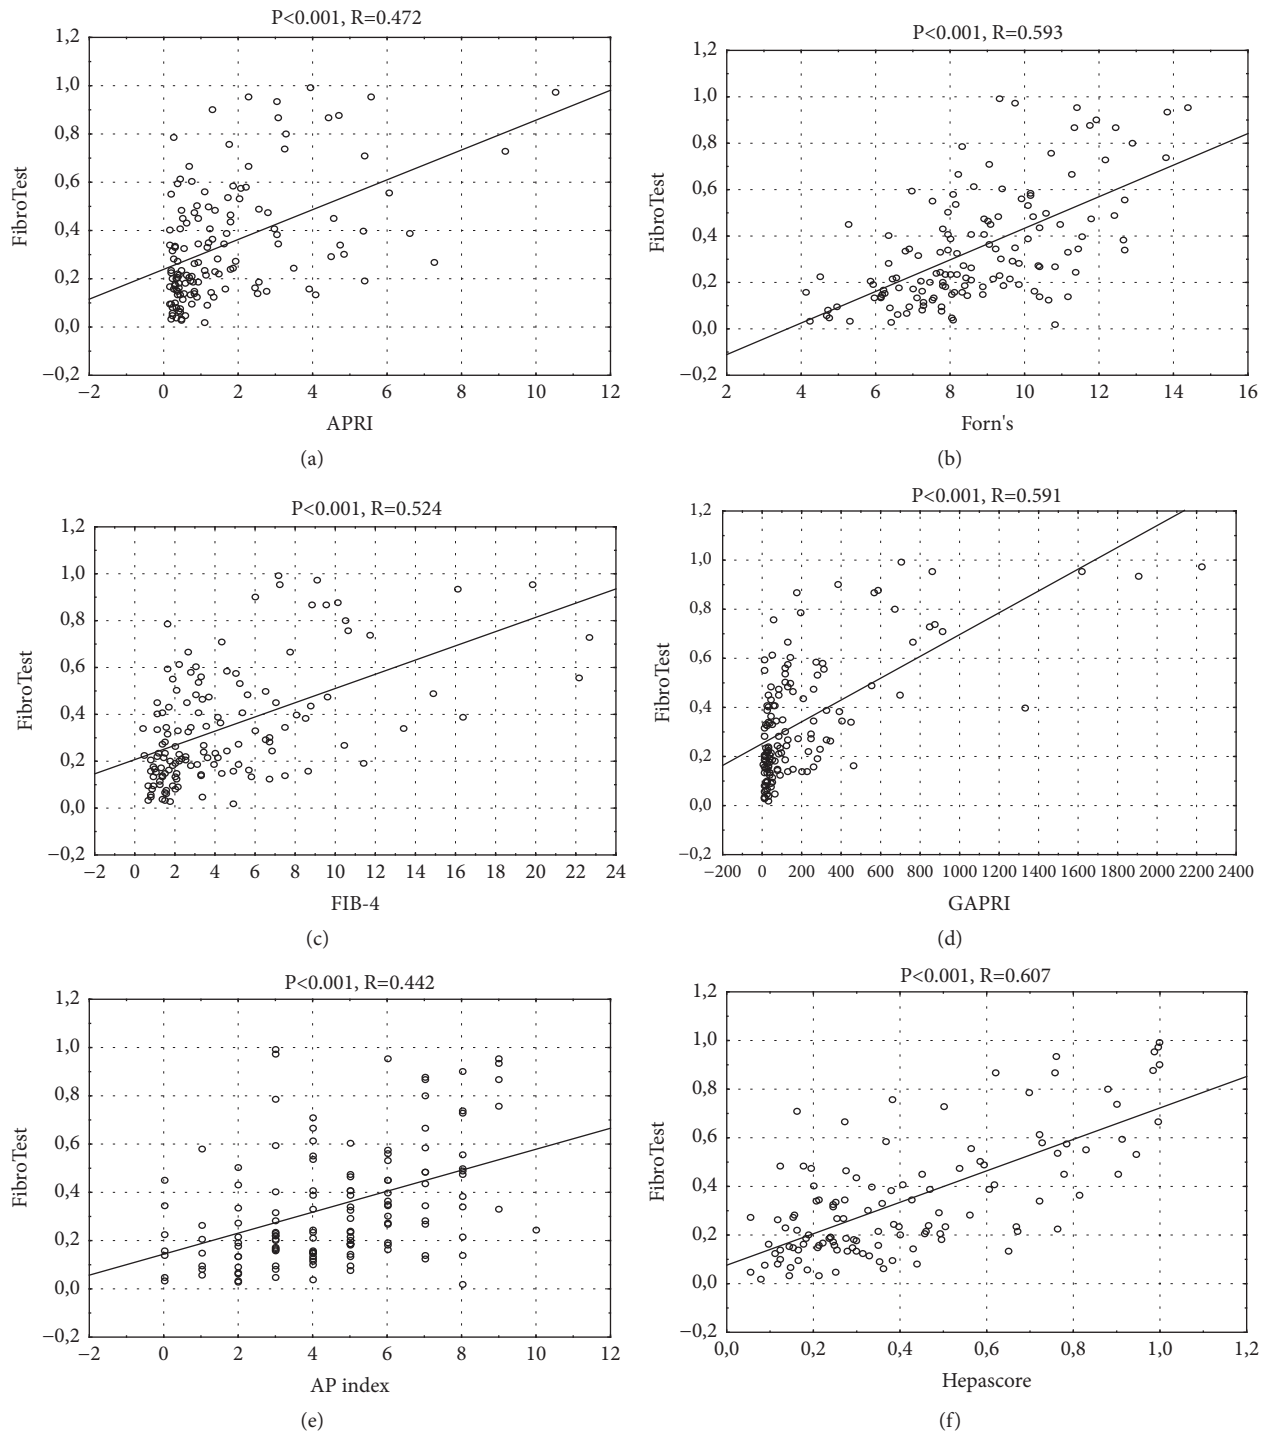 P<0.001, R=0.472
1,2
1,0
0,8
0,6
0,4
0,2
0,0
−0,2
FibroTest
−2 0 2 4 6 8 10 12
APRI
(a)
P<0.001, R=0.593
1,2
1,0
0,8
0,6
0,4
0,2
0,0
−0,2
FibroTest
2 4 6 8 10 12 14 16
Forn's
(b)
P<0.001, R=0.524
1,2
1,0
0,8
0,6
0,4
0,2
0,0
−0,2
FibroTest
−2 0 2 4 6 8 10 12 14 16 18 20 22 24
FIB-4
(c)
P<0.001, R=0.591
1,2
1,0
0,8
0,6
0,4
0,2
0,0
−0,2
FibroTest
−200 0 200 400 600 800 1000 1200 1400 1600 1800 2000 2200 2400
GAPRI
(d)
P<0.001, R=0.442
1,2
1,0
0,8
0,6
0,4
0,2
0,0
−0,2
FibroTest
−2 0 2 4 6 8 10 12
AP index
(e)
P<0.001, R=0.607
1,2
1,0
0,8
0,6
0,4
0,2
0,0
−0,2
FibroTest
0,0 0,2 0,4 0,6 0,8 1,0 1,2
Hepascore
(f)